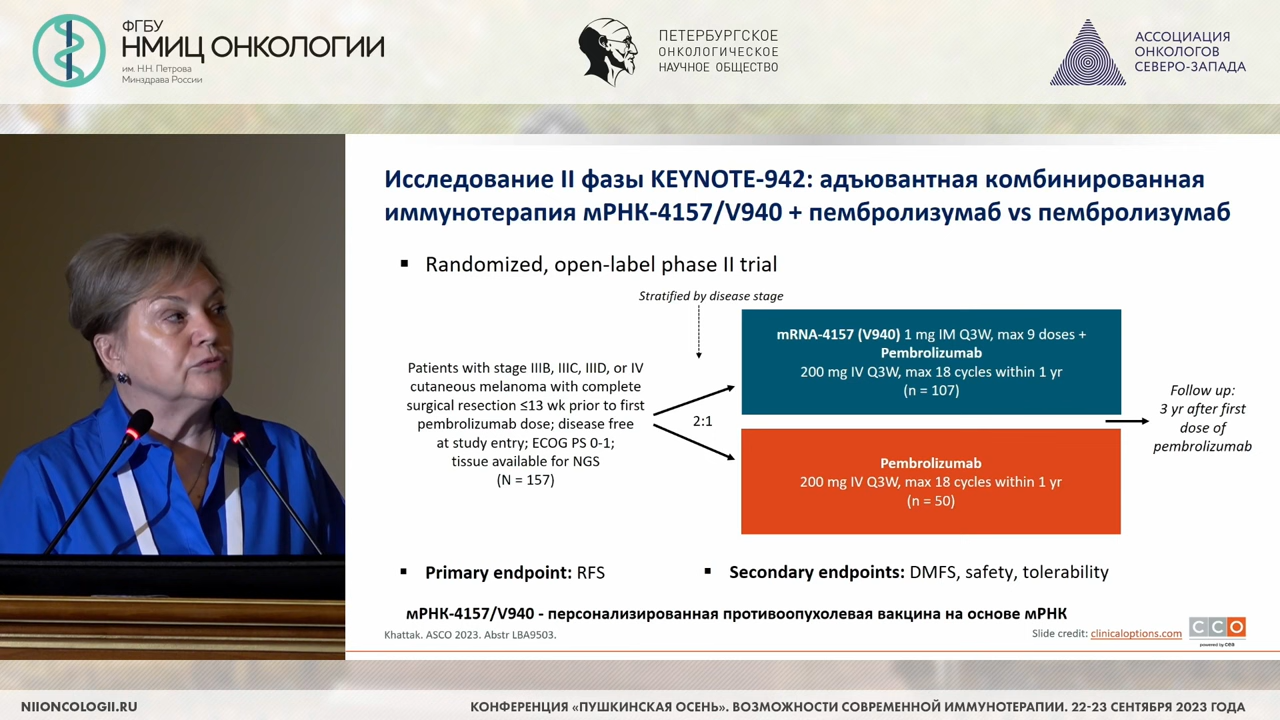 ФГБУ
НМИЦ ОНКОЛОГИИ
им. Н.Н. Петрова
Минздрава России
ПЕТЕРБУРГСКОЕ
ОНКОЛОГИЧЕСКОЕ
НАУЧНОЕ ОБЩЕСТВО
АССОЦИАЦИЯ
ОНКОЛОГОВ
СЕВЕРО-ЗАПАДА
Исследование II фазы KEYNOTE-942: адъювантная комбинированная
иммунотерапия мРНК-4157/V940 + пембролизумаб vs пембролизумаб
▪ Randomized, open-label phase II trial
Stratified by disease stage
Patients with stage IIIB, IIIC, IIID, or IV
cutaneous melanoma with complete
surgical resection ≤13 wk prior to first
pembrolizumab dose; disease free
at study entry; ECOG PS 0-1;
tissue available for NGS
(N = 157)
2:1
mRNA-4157 (V940) 1 mg IM Q3W, max 9 doses +
Pembrolizumab
200 mg IV Q3W, max 18 cycles within 1 yr
(n = 107)
Pembrolizumab
200 mg IV Q3W, max 18 cycles within 1 yr
(n = 50)
Follow up:
3 yr after first
dose of
pembrolizumab
▪ Primary endpoint: RFS
▪ Secondary endpoints: DMFS, safety, tolerability
мРНК-4157/V940 - персонализированная противоопухолевая вакцина на основе мРНК
Khattak. ASCO 2023. Abstr LBA9503.
Slide credit: clinicaloptions.com
CCO
powered by cea
NIIONCOLOGII.RU
КОНФЕРЕНЦИЯ «ПУШКИНСКАЯ ОСЕНЬ». ВОЗМОЖНОСТИ СОВРЕМЕННОЙ ИММУНОТЕРАПИИ. 22-23 СЕНТЯБРЯ 2023 ГОДА